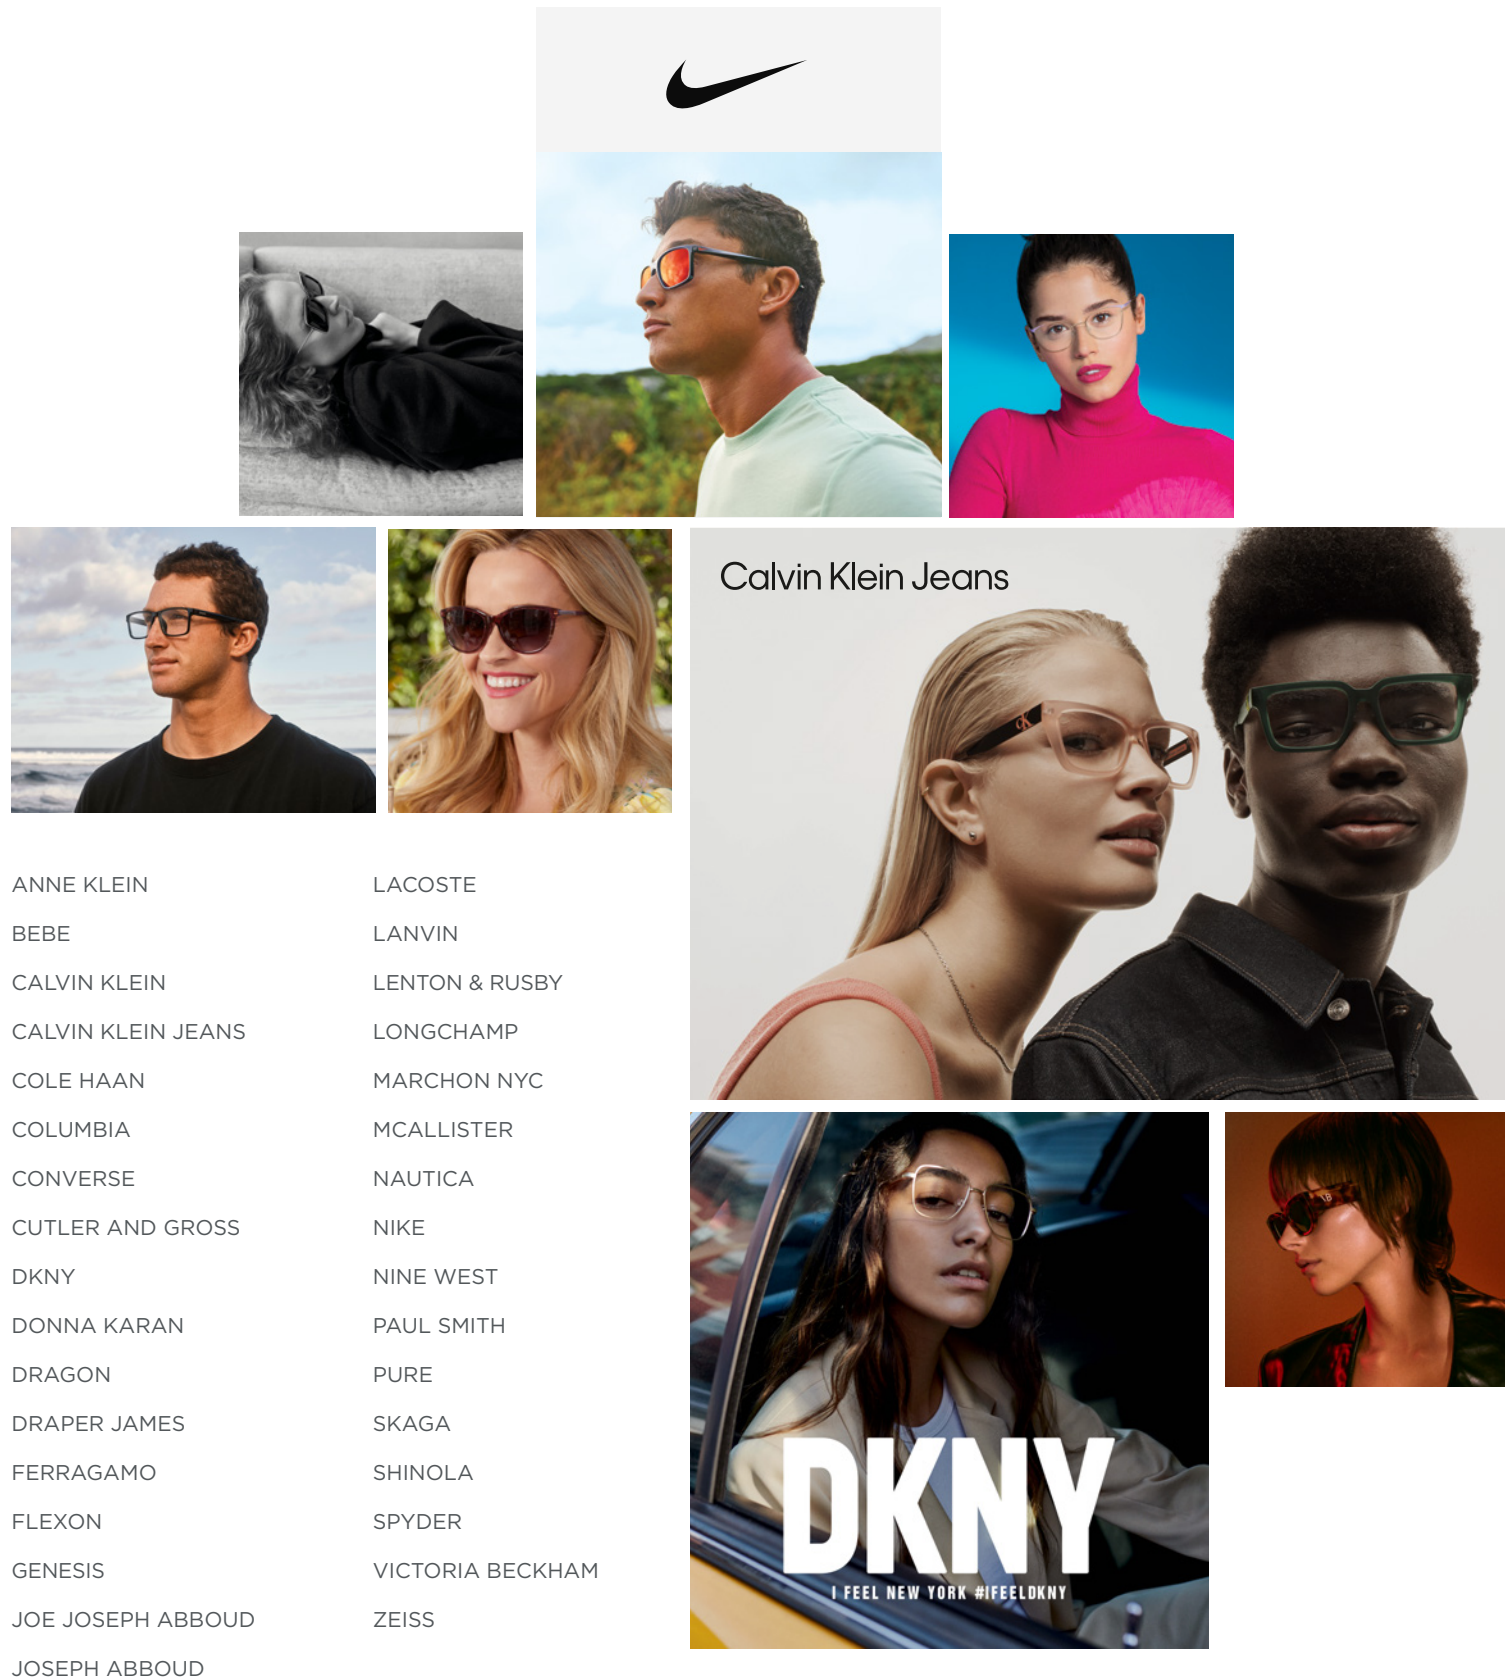 Calvin Klein Jeans
ANNE KLEIN
BEBE
CALVIN KLEIN
CALVIN KLEIN JEANS
COLE HAAN
COLUMBIA
CONVERSE
CUTLER AND GROSS
DKNY
DONNA KARAN
DRAGON
DRAPER JAMES
FERRAGAMO
FLEXON
GENESIS
JOE JOSEPH ABBOUD
JOSEPH ABBOUD
LACOSTE
LANVIN
LENTON & RUSBY
LONGCHAMP
MARCHON NYC
MCALLISTER
NAUTICA
NIKE
NINE WEST
PAUL SMITH
PURE
SKAGA
SHINOLA
SPYDER
VICTORIA BECKHAM
ZEISS
DKNY
I FEEL NEW YORK #IFEELDKNY